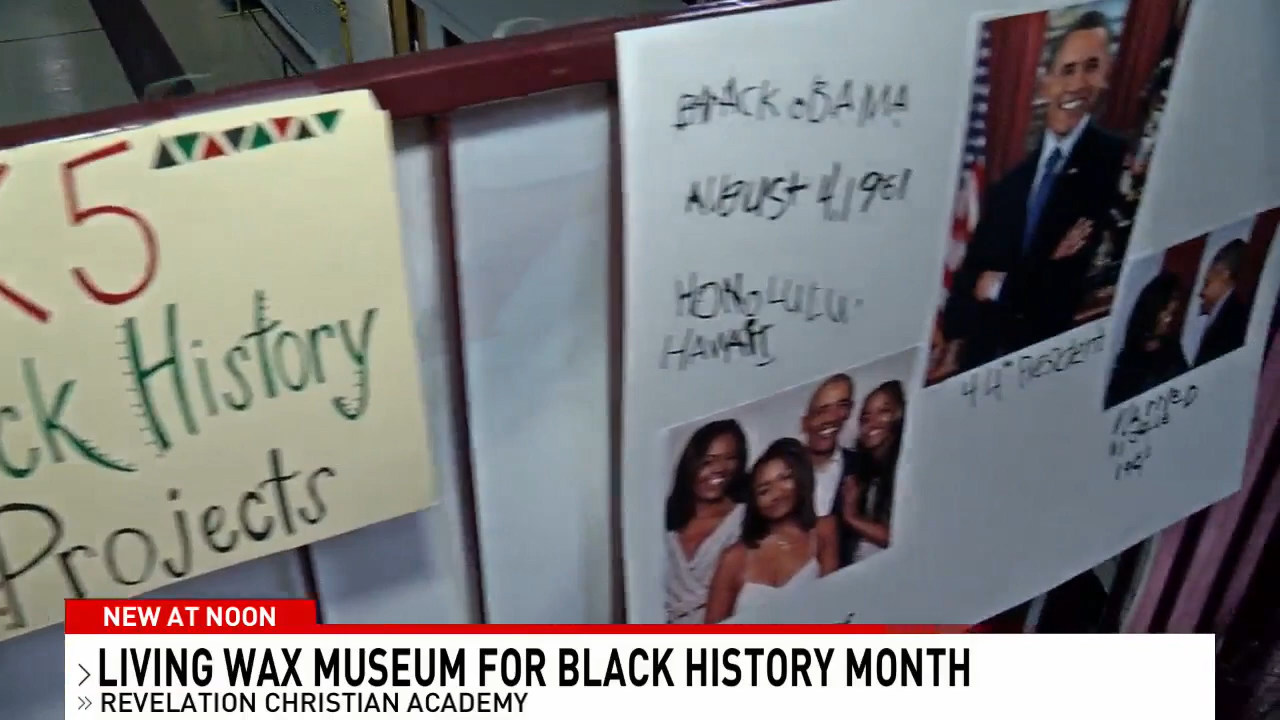 K5
ck History
Projects
BARACK OBAMA
AUGUST 4, 1961
HONOLULU
HAWAII
44th President
NEW AT NOON
LIVING WAX MUSEUM FOR BLACK HISTORY MONTH
REVELATION CHRISTIAN ACADEMY